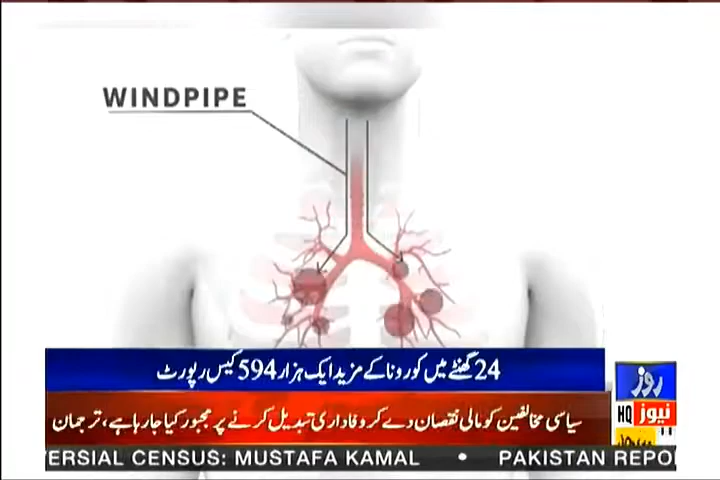 WINDPIPE
24 گھنٹے میں کورونا کے مزید ایک ہزار 594 کیس رپورٹ
سیاسی مخالفین کو مالی نقصان دے کر وفاداری تبدیل کرنے پر مجبور کیا جا رہا ہے، ترجمان
روز
HQ نیوز
VERSIAL CENSUS: MUSTAFA KAMAL • PAKISTAN REPO